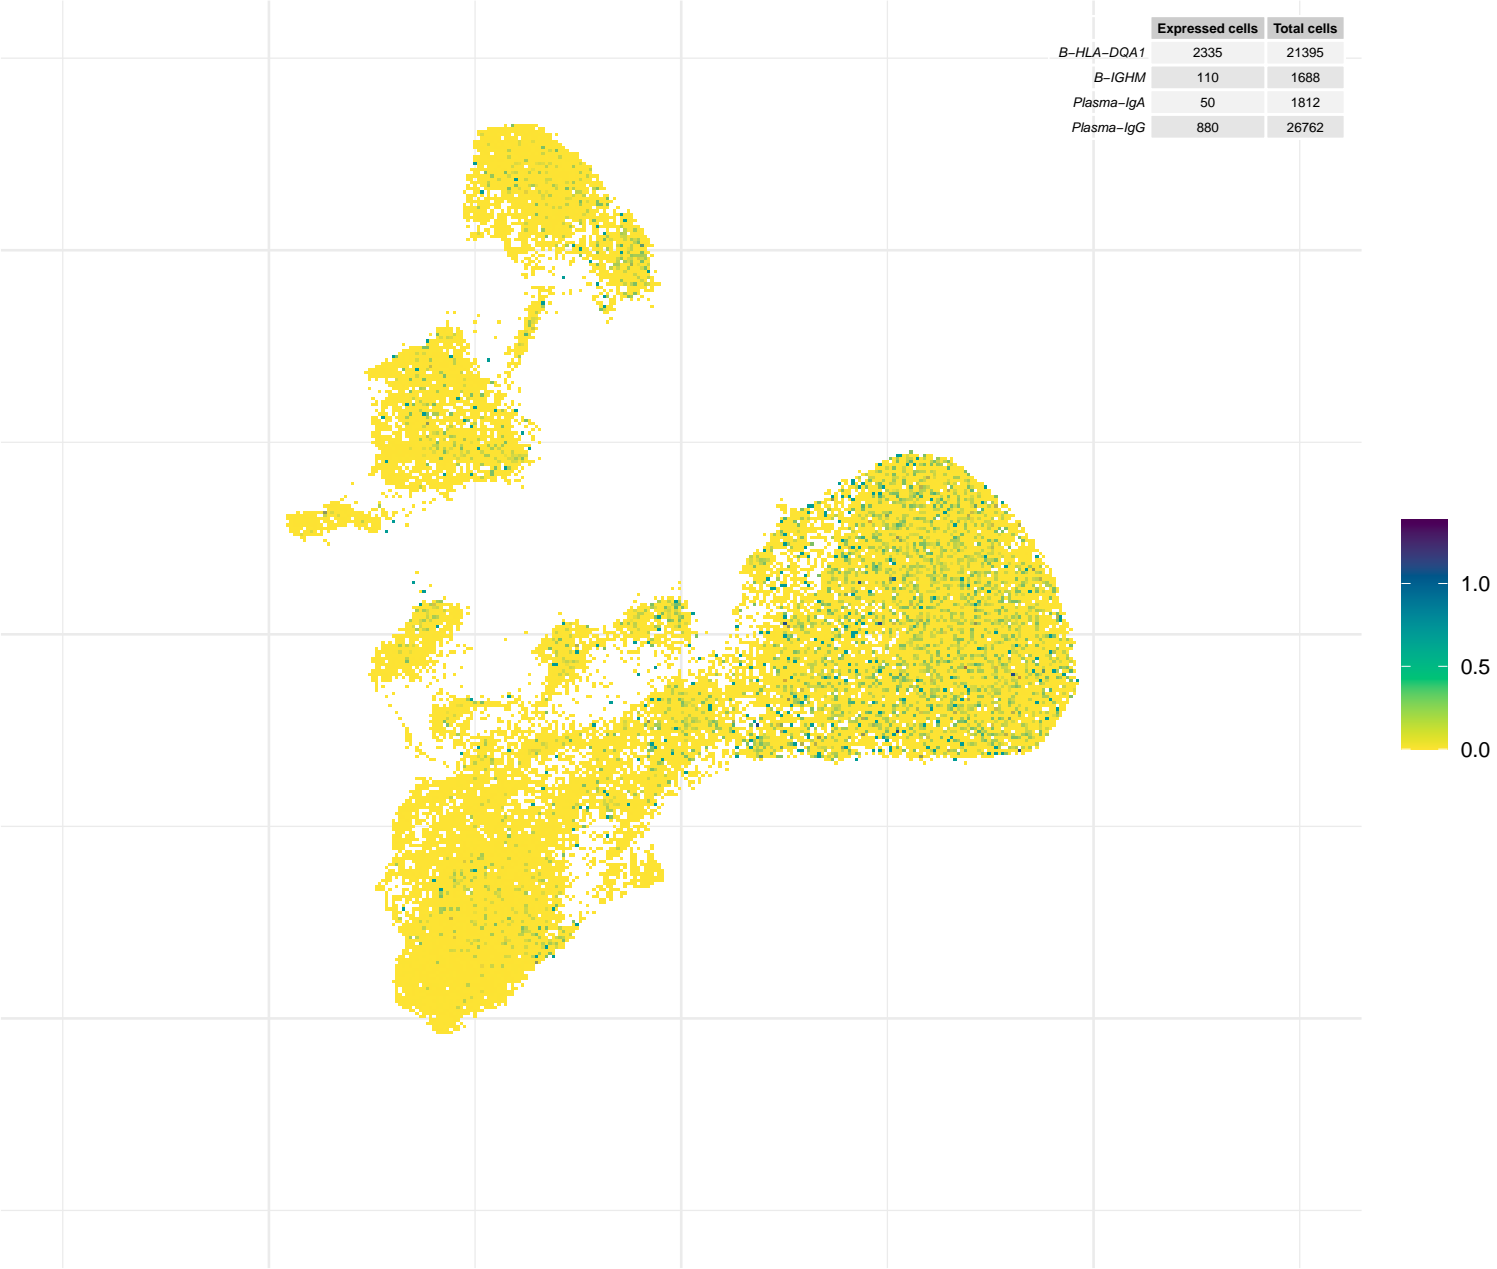 Expressed cells Total cells
B−HLA−DQA1 2335 21395
B−IGHM 110 1688
Plasma−IgA 50 1812
Plasma−IgG 880 26762
1.0
0.5
0.0